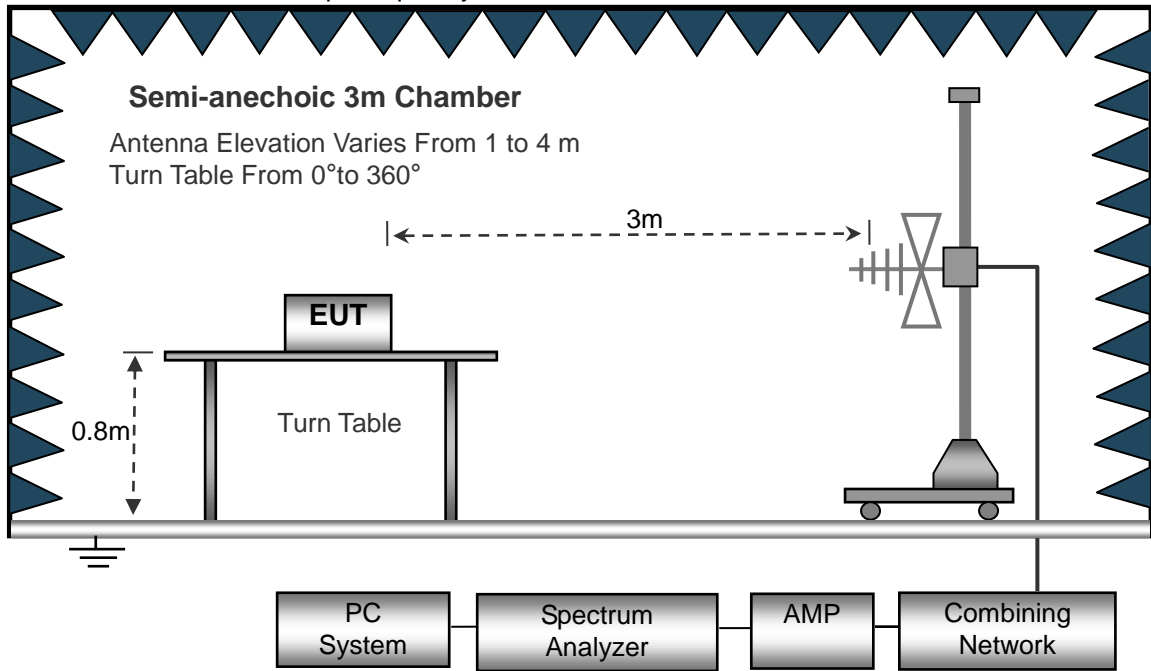 Semi-anechoic 3m Chamber
Antenna Elevation Varies From 1 to 4 m
Turn Table From 0°to 360°
3m
EUT
0.8m
Turn Table
PC
System
Spectrum
Analyzer
AMP
Combining
Network